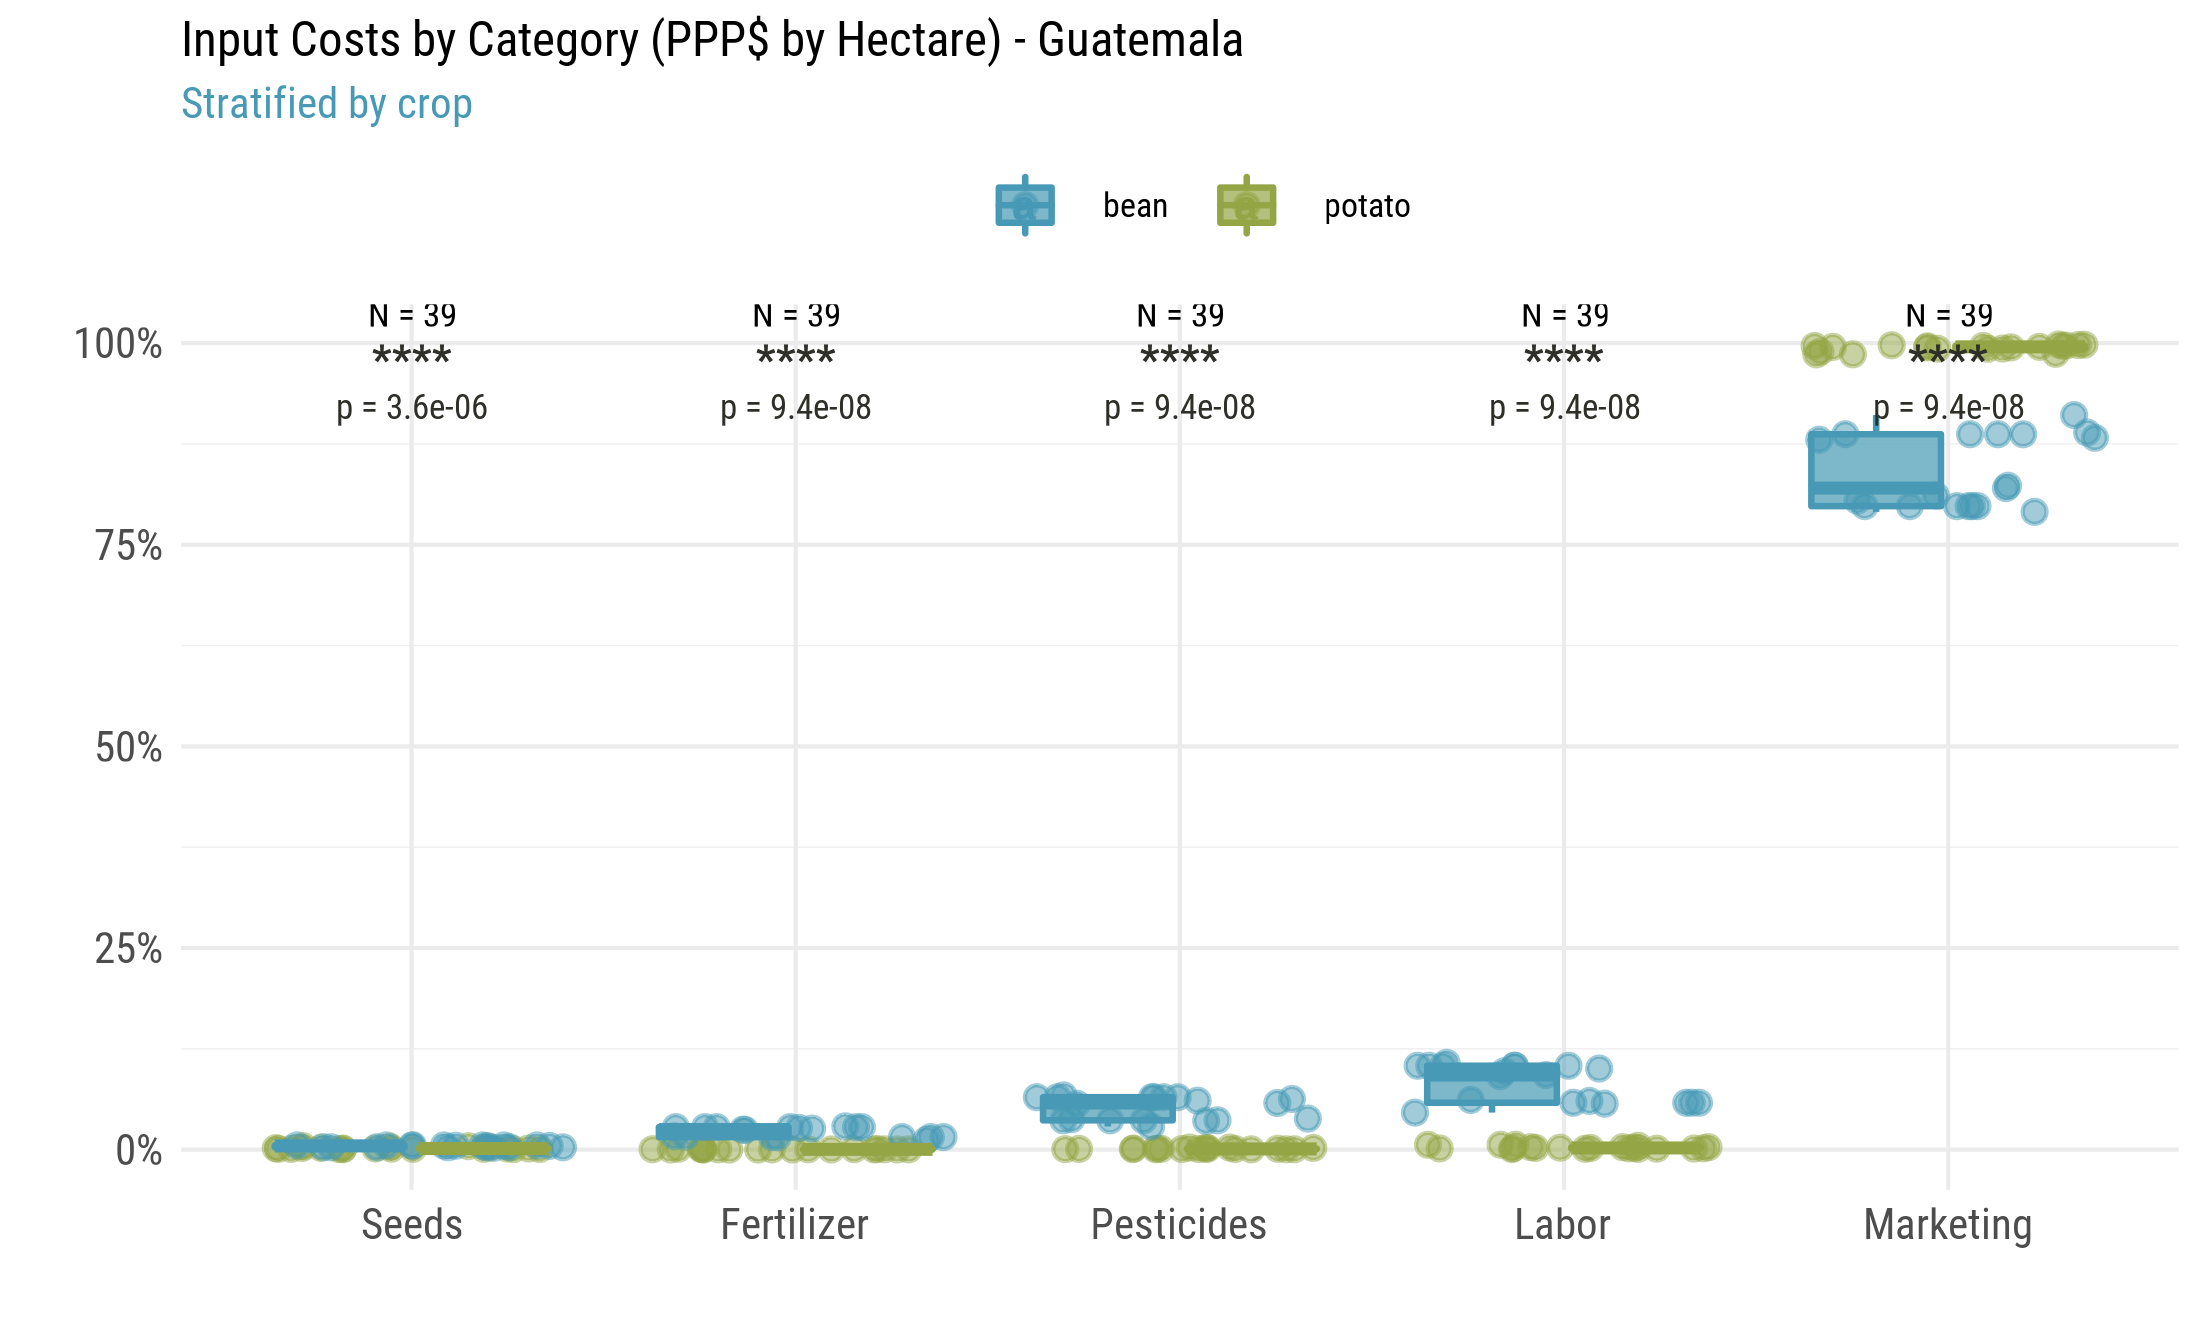 Input Costs by Category (PPP$ by Hectare) - Guatemala
Stratified by crop
bean potato
N = 39 N = 39 N = 39 N = 39 N = 39
100%
**** **** **** **** ****
p = 3.6e-06 p = 9.4e-08 p = 9.4e-08 p = 9.4e-08 p = 9.4e-08
75%
50%
25%
0%
Seeds Fertilizer Pesticides Labor Marketing